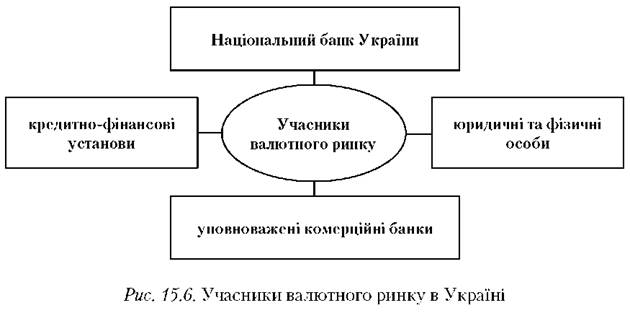 Національний банк України
кредитно-фінансові
установи
Учасники
валютного ринку
юридичні та фізичні
особи
уповноважені комерційні банки
Рис. 15.6. Учасники валютного ринку в Україні